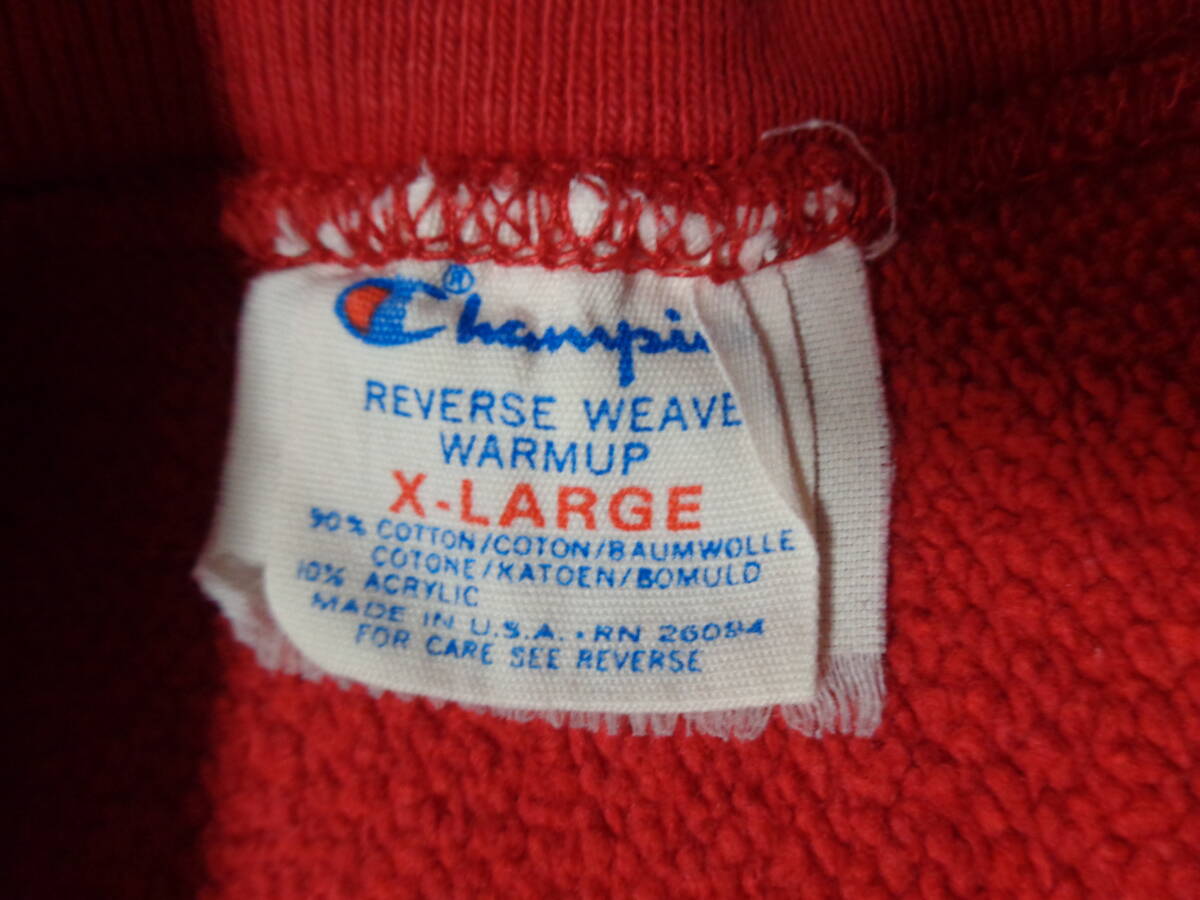 Champi
®
REVERSE WEAVE
WARMUP
X-LARGE
90% COTTON/COTON/BAUMWOLLE
COTONE/KATOEN/BOMULD
10% ACRYLIC
MADE IN U.S.A. • RN 26094
FOR CARE SEE REVERSE